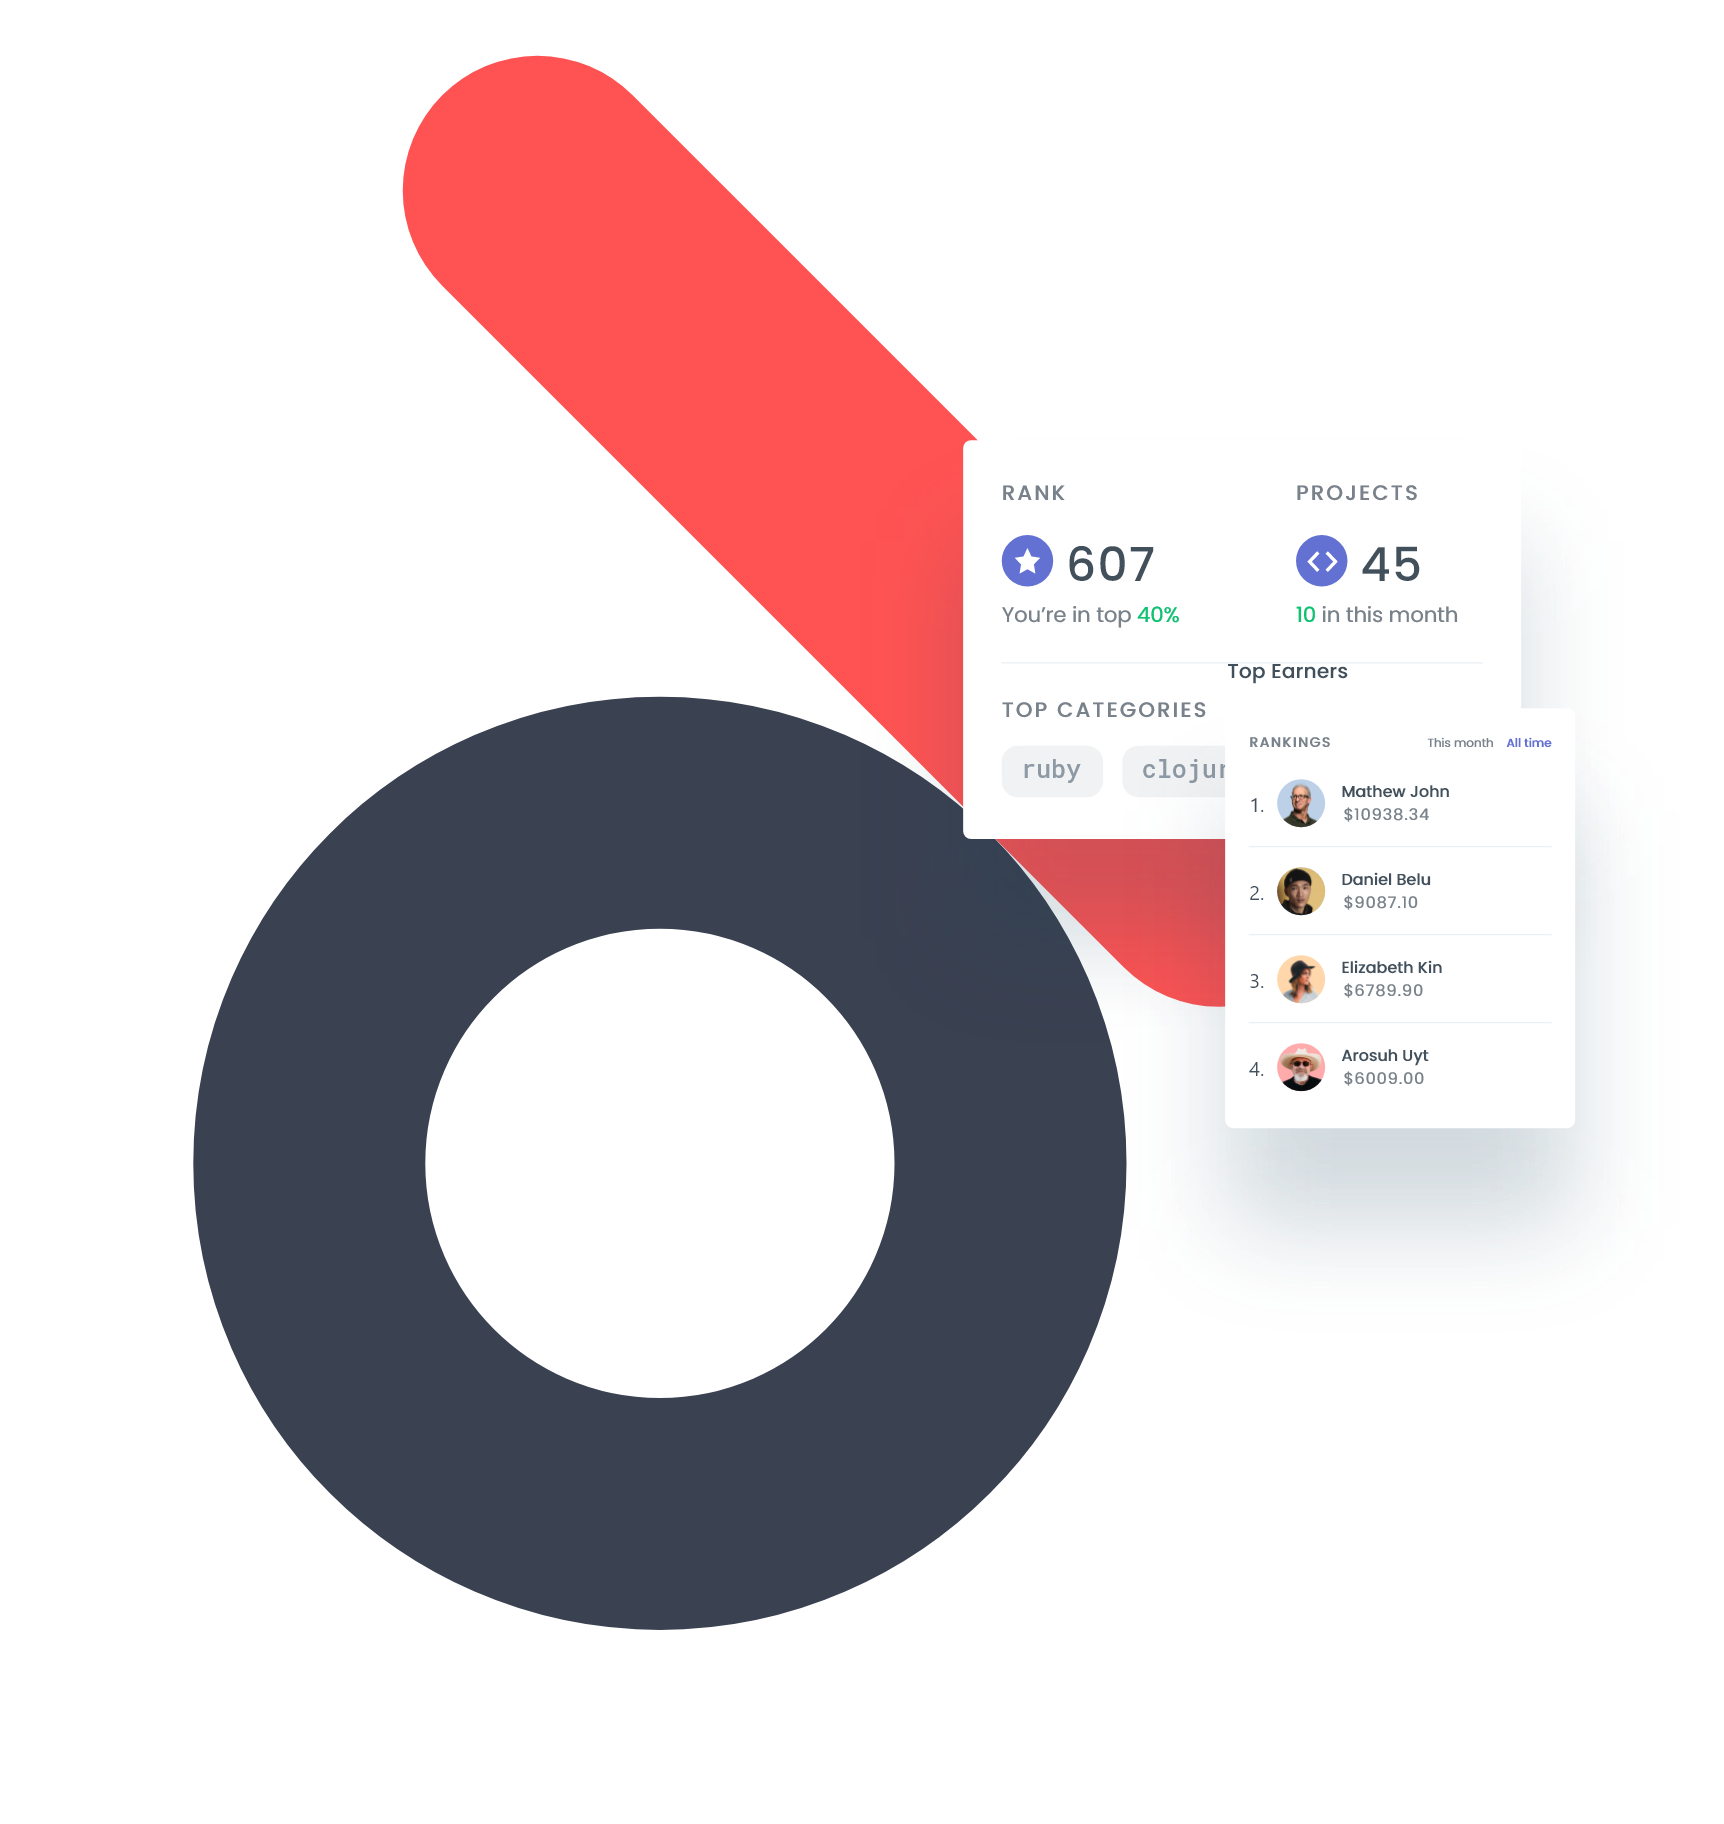 RANK
PROJECTS
607
45
You’re in top 40%
10 in this month
Top Earners
TOP CATEGORIES
ruby
clojur
RANKINGS
This month
All time
1.
Mathew John
$10938.34
2.
Daniel Belu
$9087.10
3.
Elizabeth Kin
$6789.90
4.
Arosuh Uyt
$6009.00